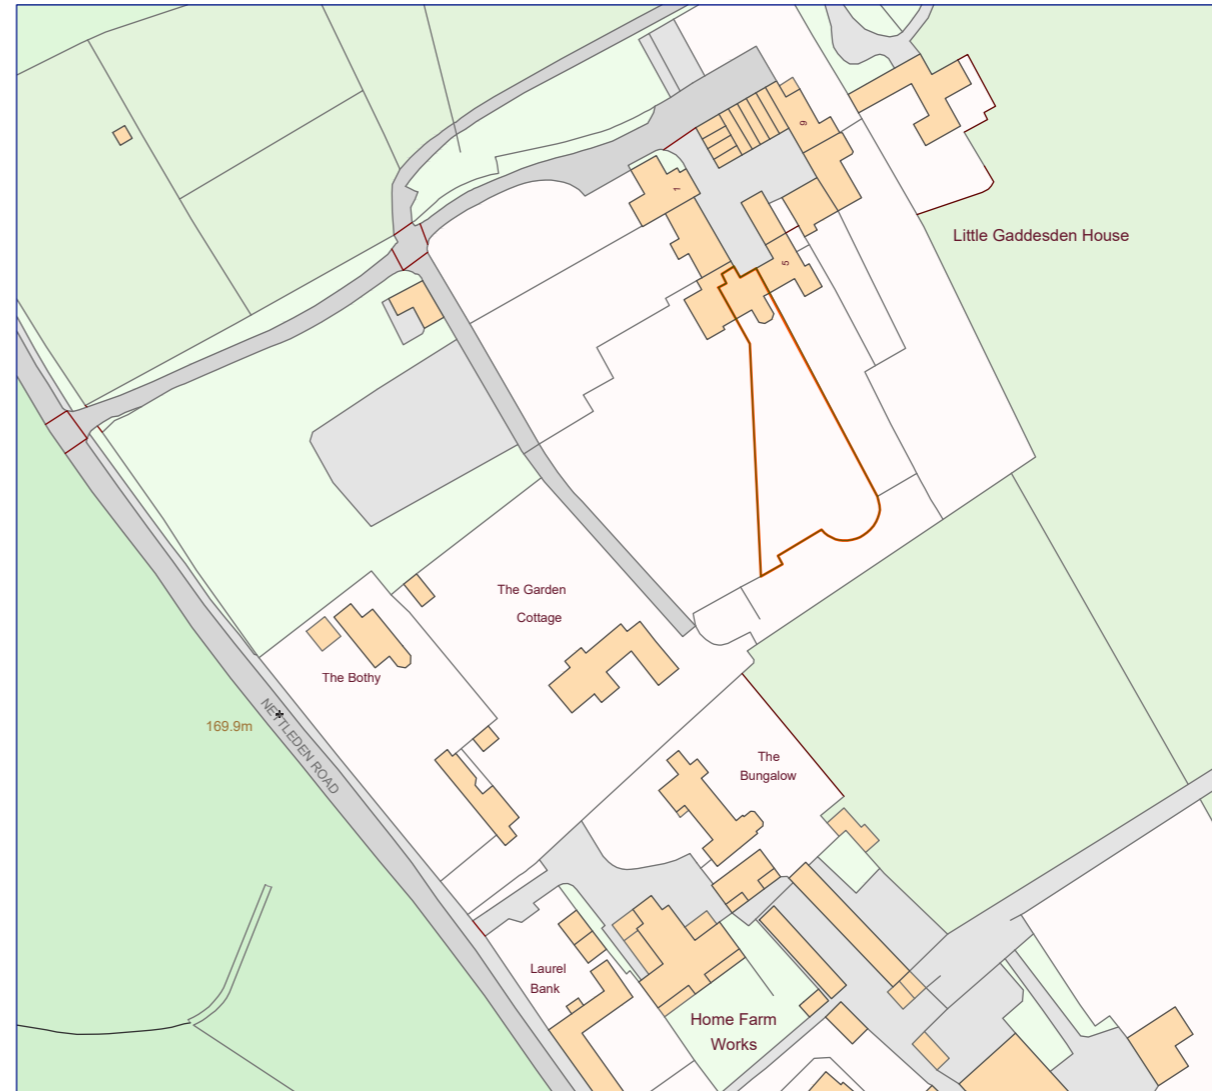 9
1
Little Gaddesden House
5
The Garden
Cottage
The Bothy
169.9m
NETTLEDEN ROAD
The
Bungalow
Laurel
Bank
Home Farm
Works